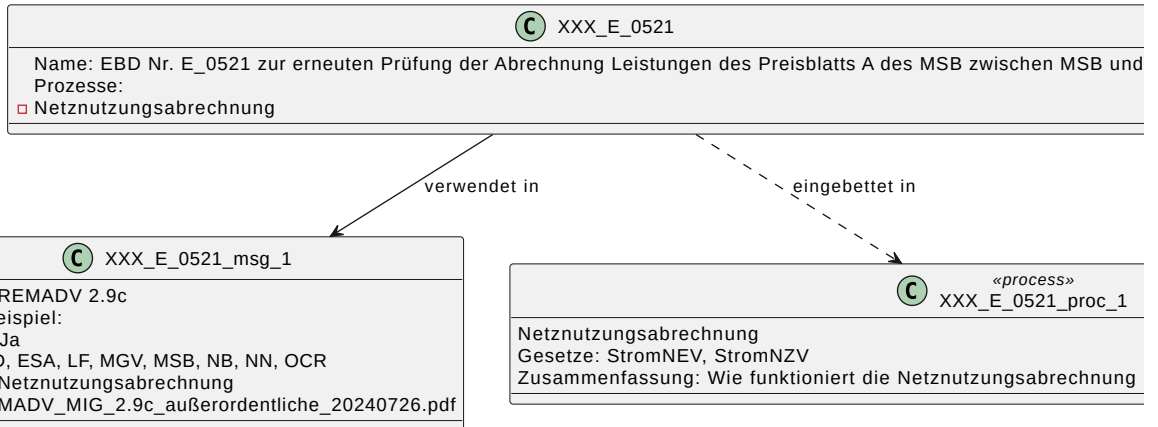 C XXX_E_0521
Name: EBD Nr. E_0521 zur erneuten Prüfung der Abrechnung Leistungen des Preisblatts A des MSB zwischen MSB und
Prozesse:
Netznutzungsabrechnung
verwendet in
eingebettet in
C XXX_E_0521_msg_1
REMADV 2.9c
eispiel:
Ja
, ESA, LF, MGV, MSB, NB, NN, OCR
Netznutzungsabrechnung
MADV_MIG_2.9c_außerordentliche_20240726.pdf
C «process»
XXX_E_0521_proc_1
Netznutzungsabrechnung
Gesetze: StromNEV, StromNZV
Zusammenfassung: Wie funktioniert die Netznutzungsabrechnung